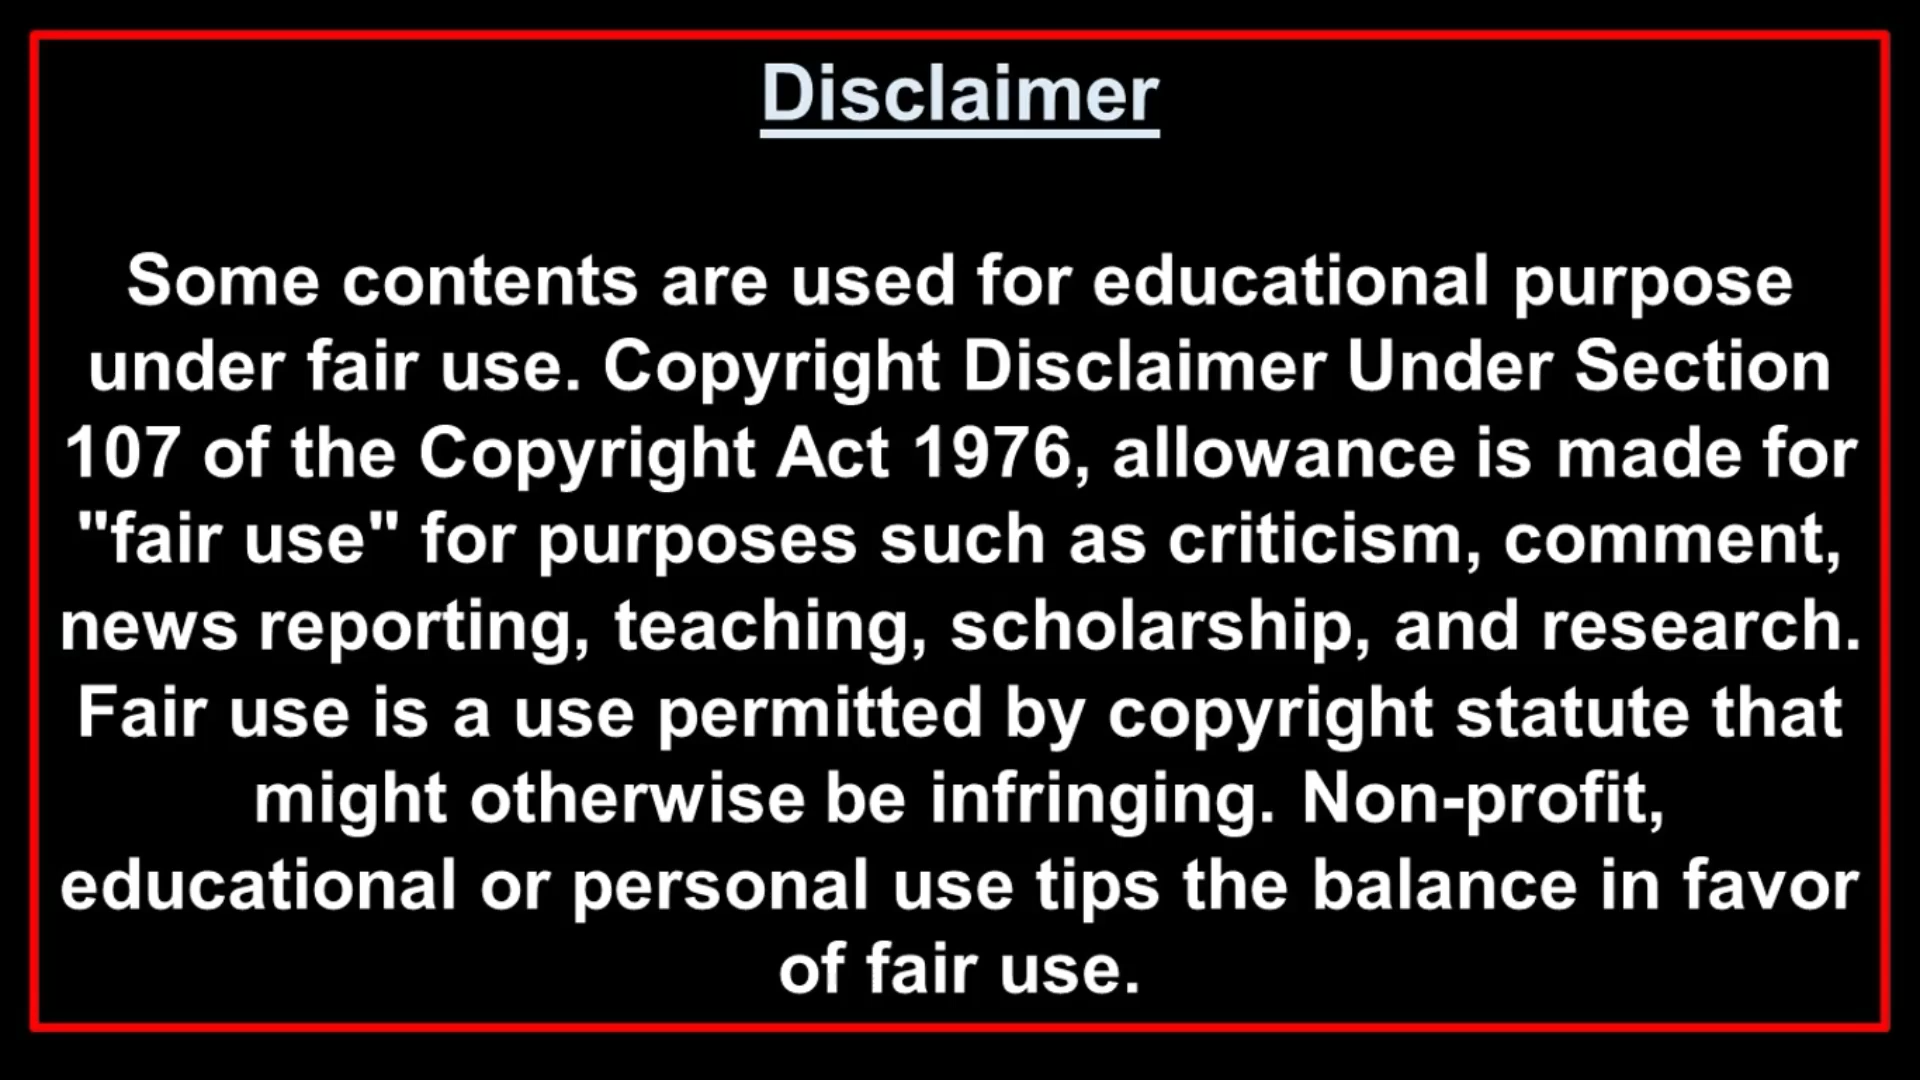 Disclaimer
Some contents are used for educational purpose
under fair use. Copyright Disclaimer Under Section
107 of the Copyright Act 1976, allowance is made for
"fair use" for purposes such as criticism, comment,
news reporting, teaching, scholarship, and research.
Fair use is a use permitted by copyright statute that
might otherwise be infringing. Non-profit,
educational or personal use tips the balance in favor
of fair use.